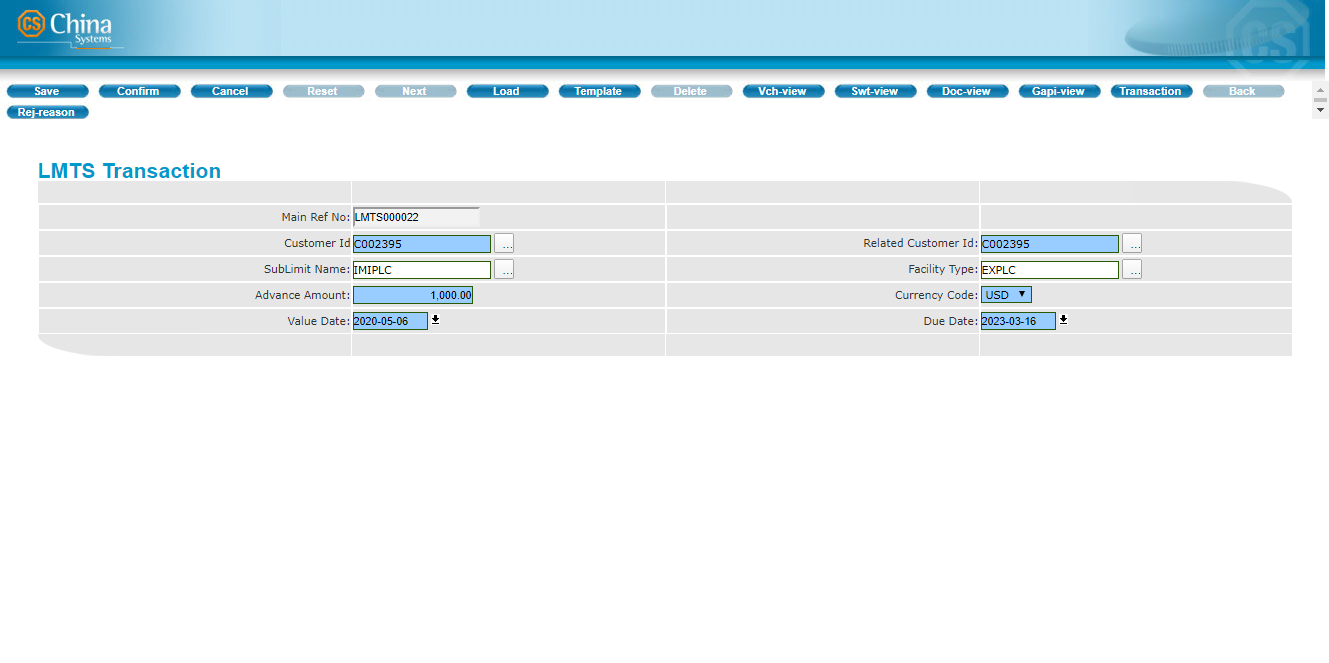 CS China
Systems
CS
Save Confirm Cancel Reset Next Load Template Delete Vch-view Swt-view Doc-view Gapi-view Transaction Back
Rej-reason
LMTS Transaction
Main Ref No: LMTS000022
Customer Id C002395 ... Related Customer Id: C002395 ...
SubLimit Name: IMIPLC ... Facility Type: EXPLC ...
Advance Amount: 1,000.00 Currency Code: USD
Value Date: 2020-05-06 Due Date: 2023-03-16